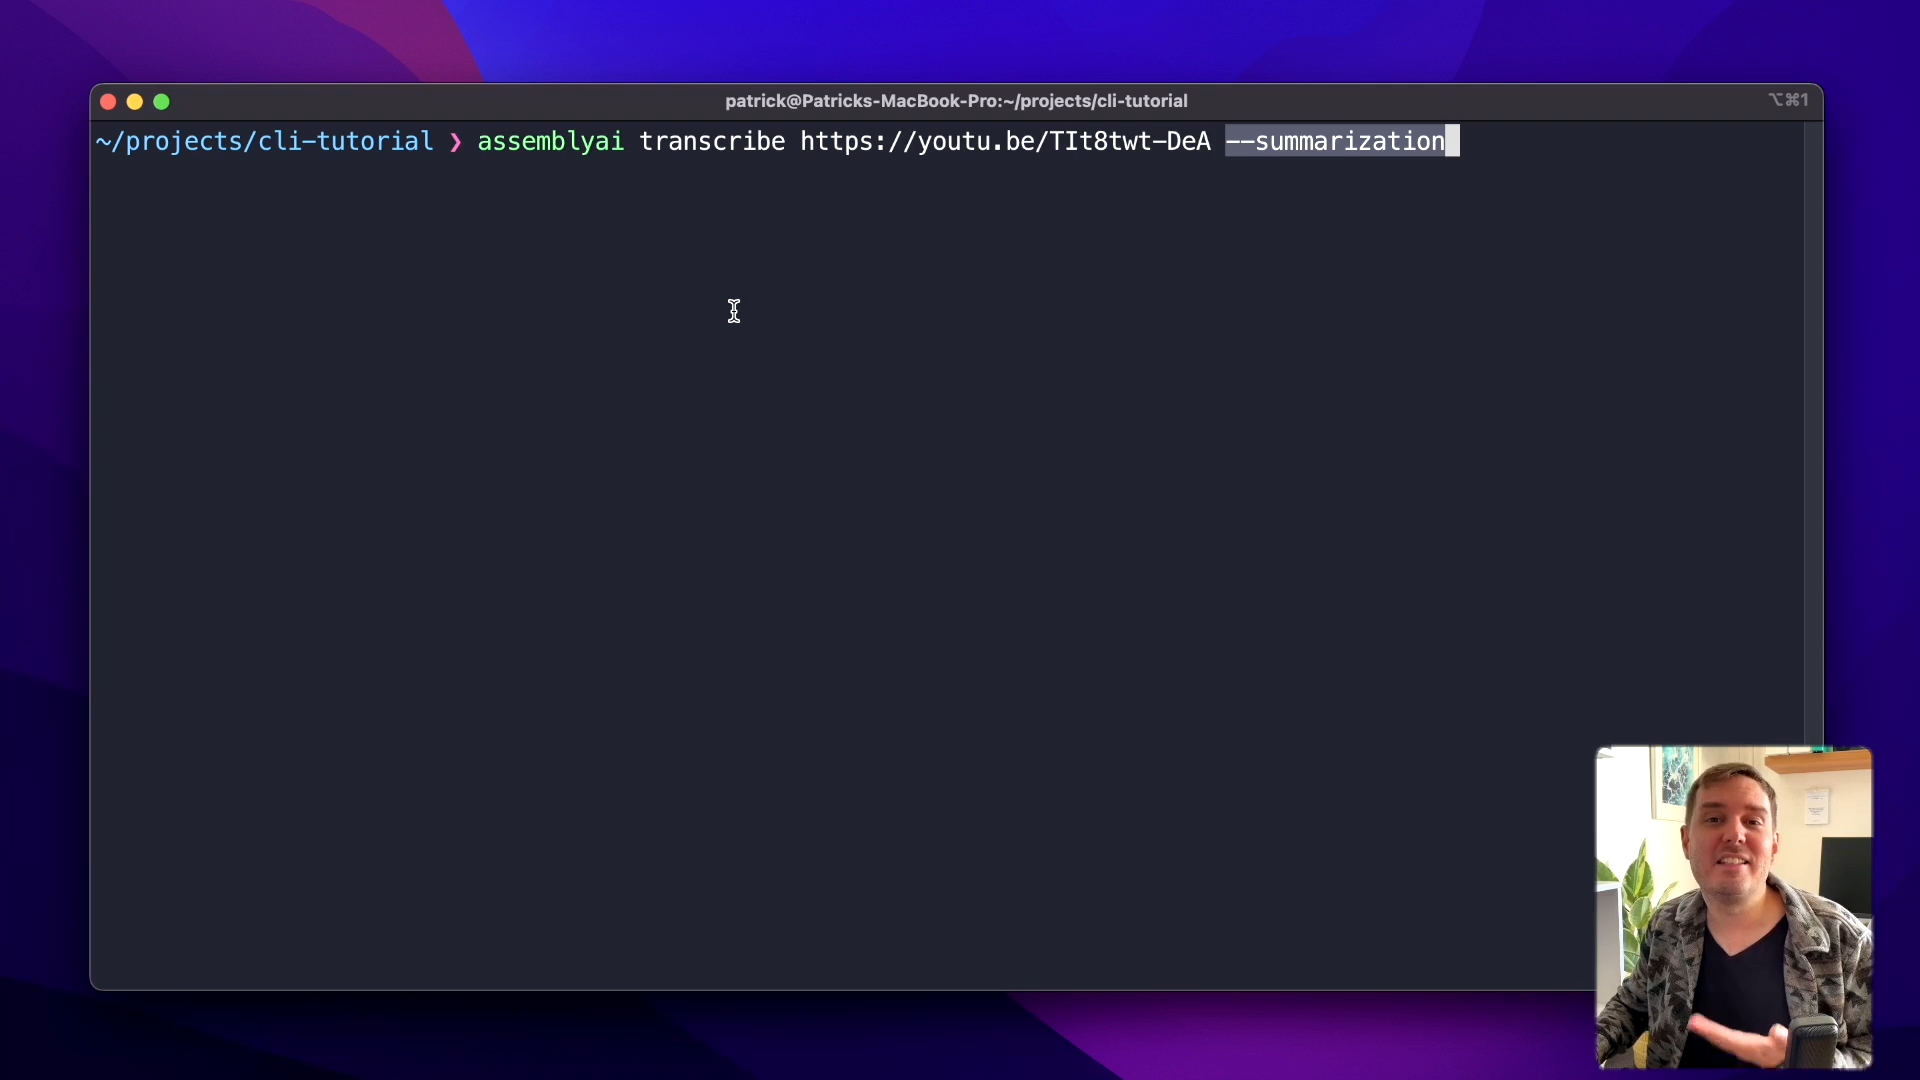 patrick@Patricks-MacBook-Pro:~/projects/cli-tutorial
⌥⌘1
~/projects/cli-tutorial ❯ assemblyai transcribe https://youtu.be/TIt8twt-DeA --summarization